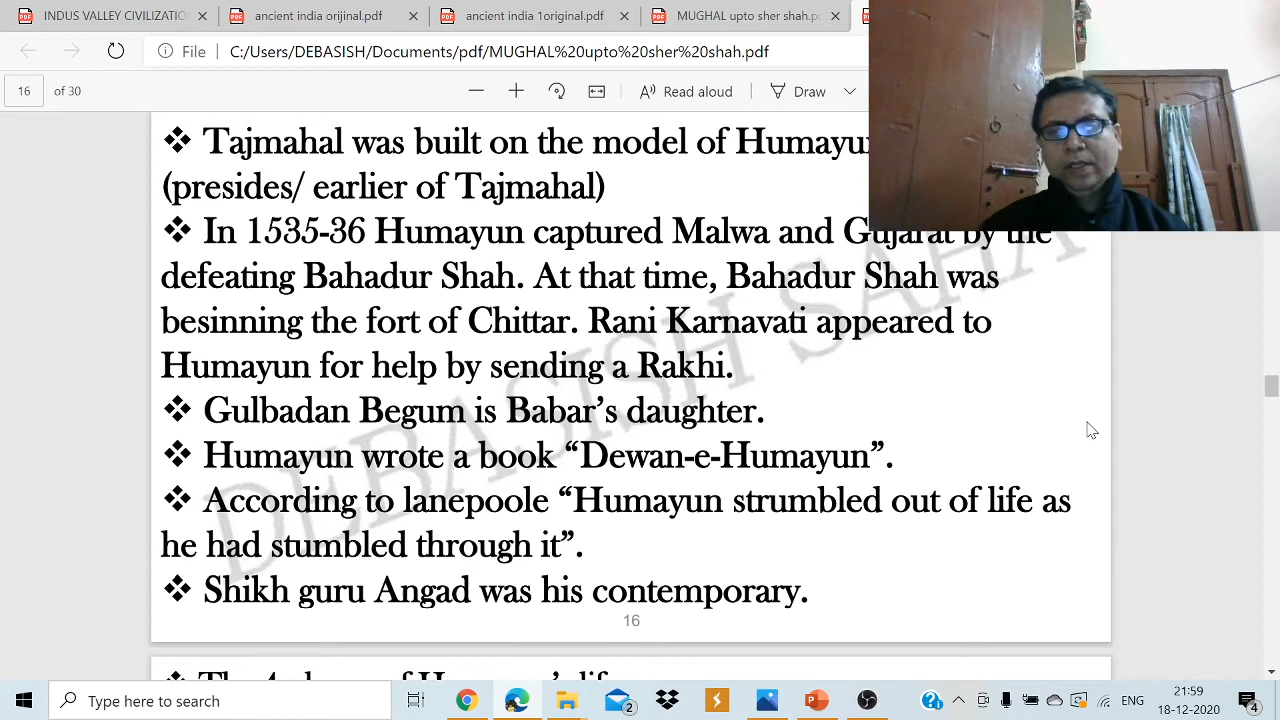 INDUS VALLEY CIVILIZATIO
ancient india orijinal.pdf
ancient india 1original.pdf
MUGHAL upto sher shah.p
File
C:/Users/DEBASISH/Documents/pdf/MUGHAL%20upto%20sher%20shah.pdf
16 of 30
Read aloud
Draw
❖ Tajmahal was built on the model of Humayun
(presides/ earlier of Tajmahal)
❖ In 1535-36 Humayun captured Malwa and Gujarat by the
defeating Bahadur Shah. At that time, Bahadur Shah was
besinning the fort of Chittar. Rani Karnavati appeared to
Humayun for help by sending a Rakhi.
❖ Gulbadan Begum is Babar's daughter.
❖ Humayun wrote a book “Dewan-e-Humayun”.
❖ According to lanepoole “Humayun strumbled out of life as
he had stumbled through it”.
❖ Shikh guru Angad was his contemporary.
16
DEBASISH SAHA
Type here to search
2
ENG
21:59
18-12-2020
4